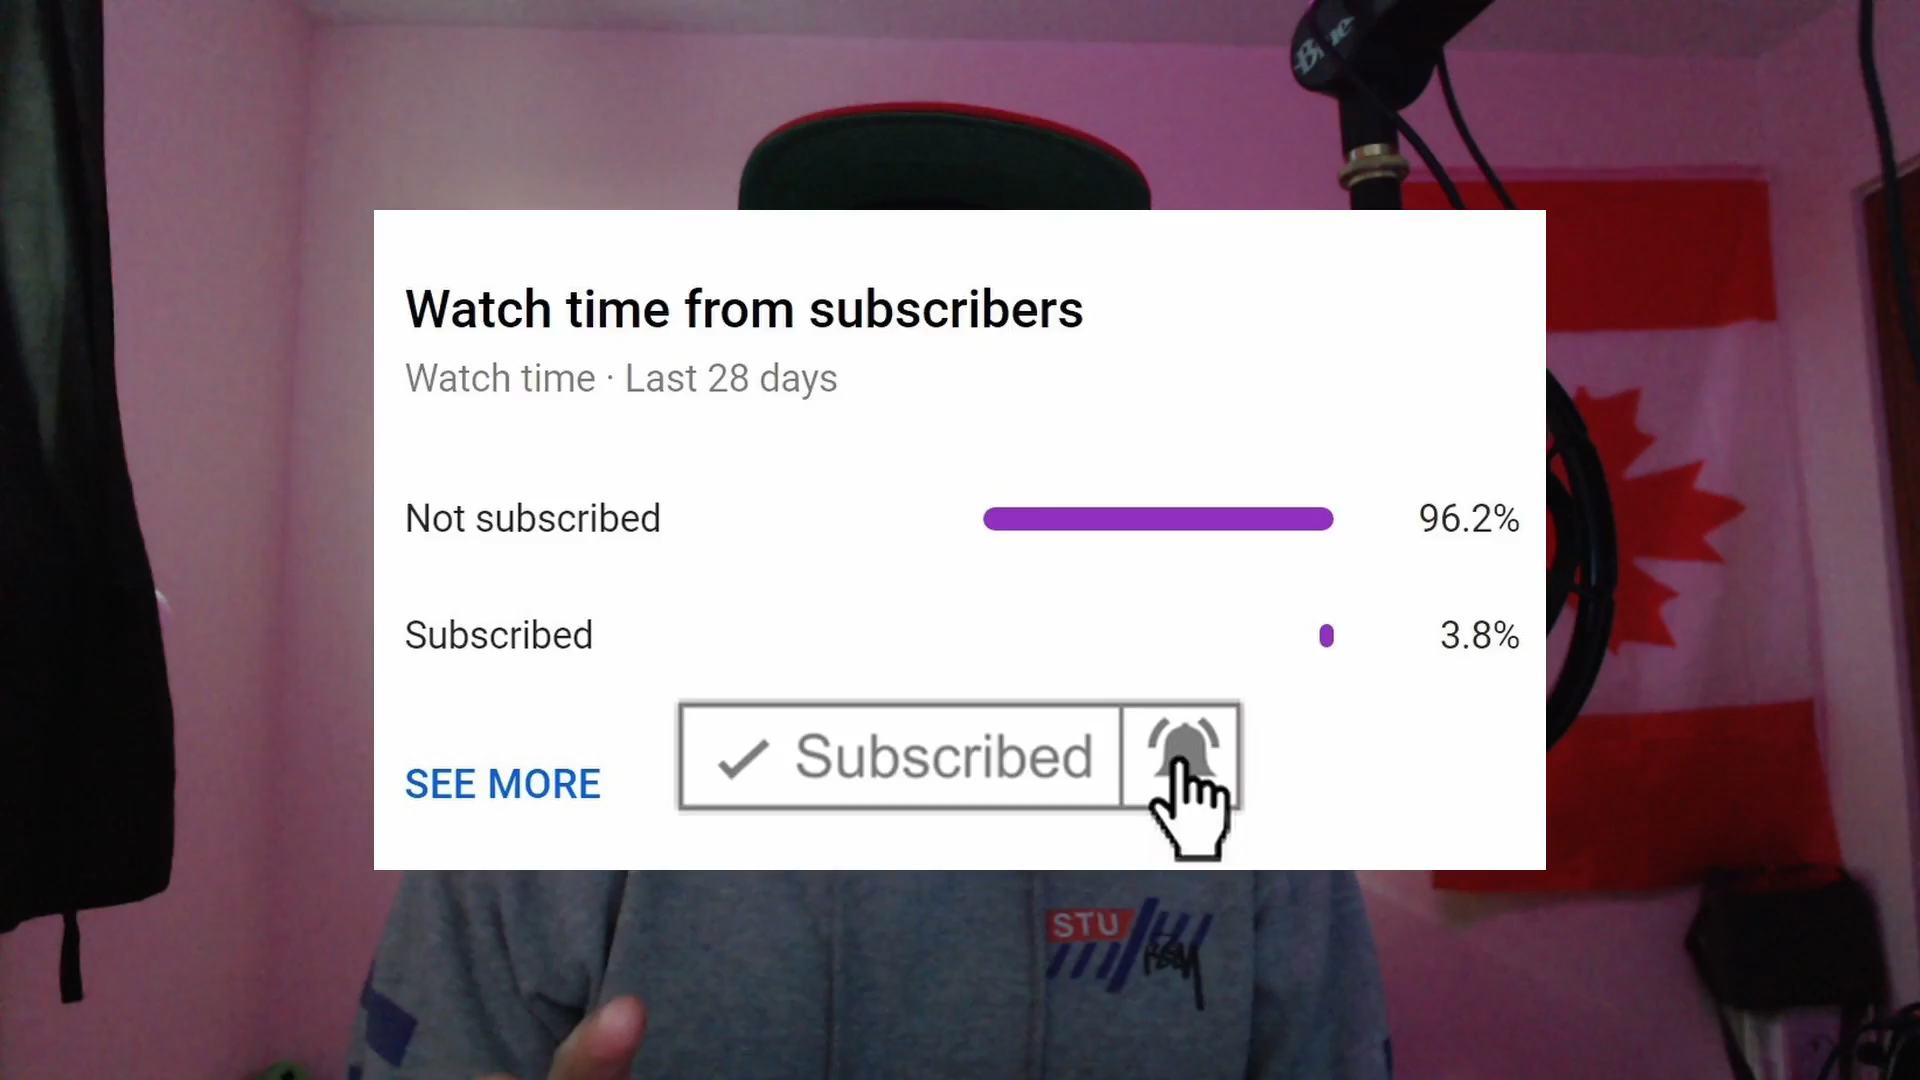 Blue
Watch time from subscribers
Watch time · Last 28 days
Not subscribed 96.2%
Subscribed 3.8%
Subscribed
SEE MORE
STU